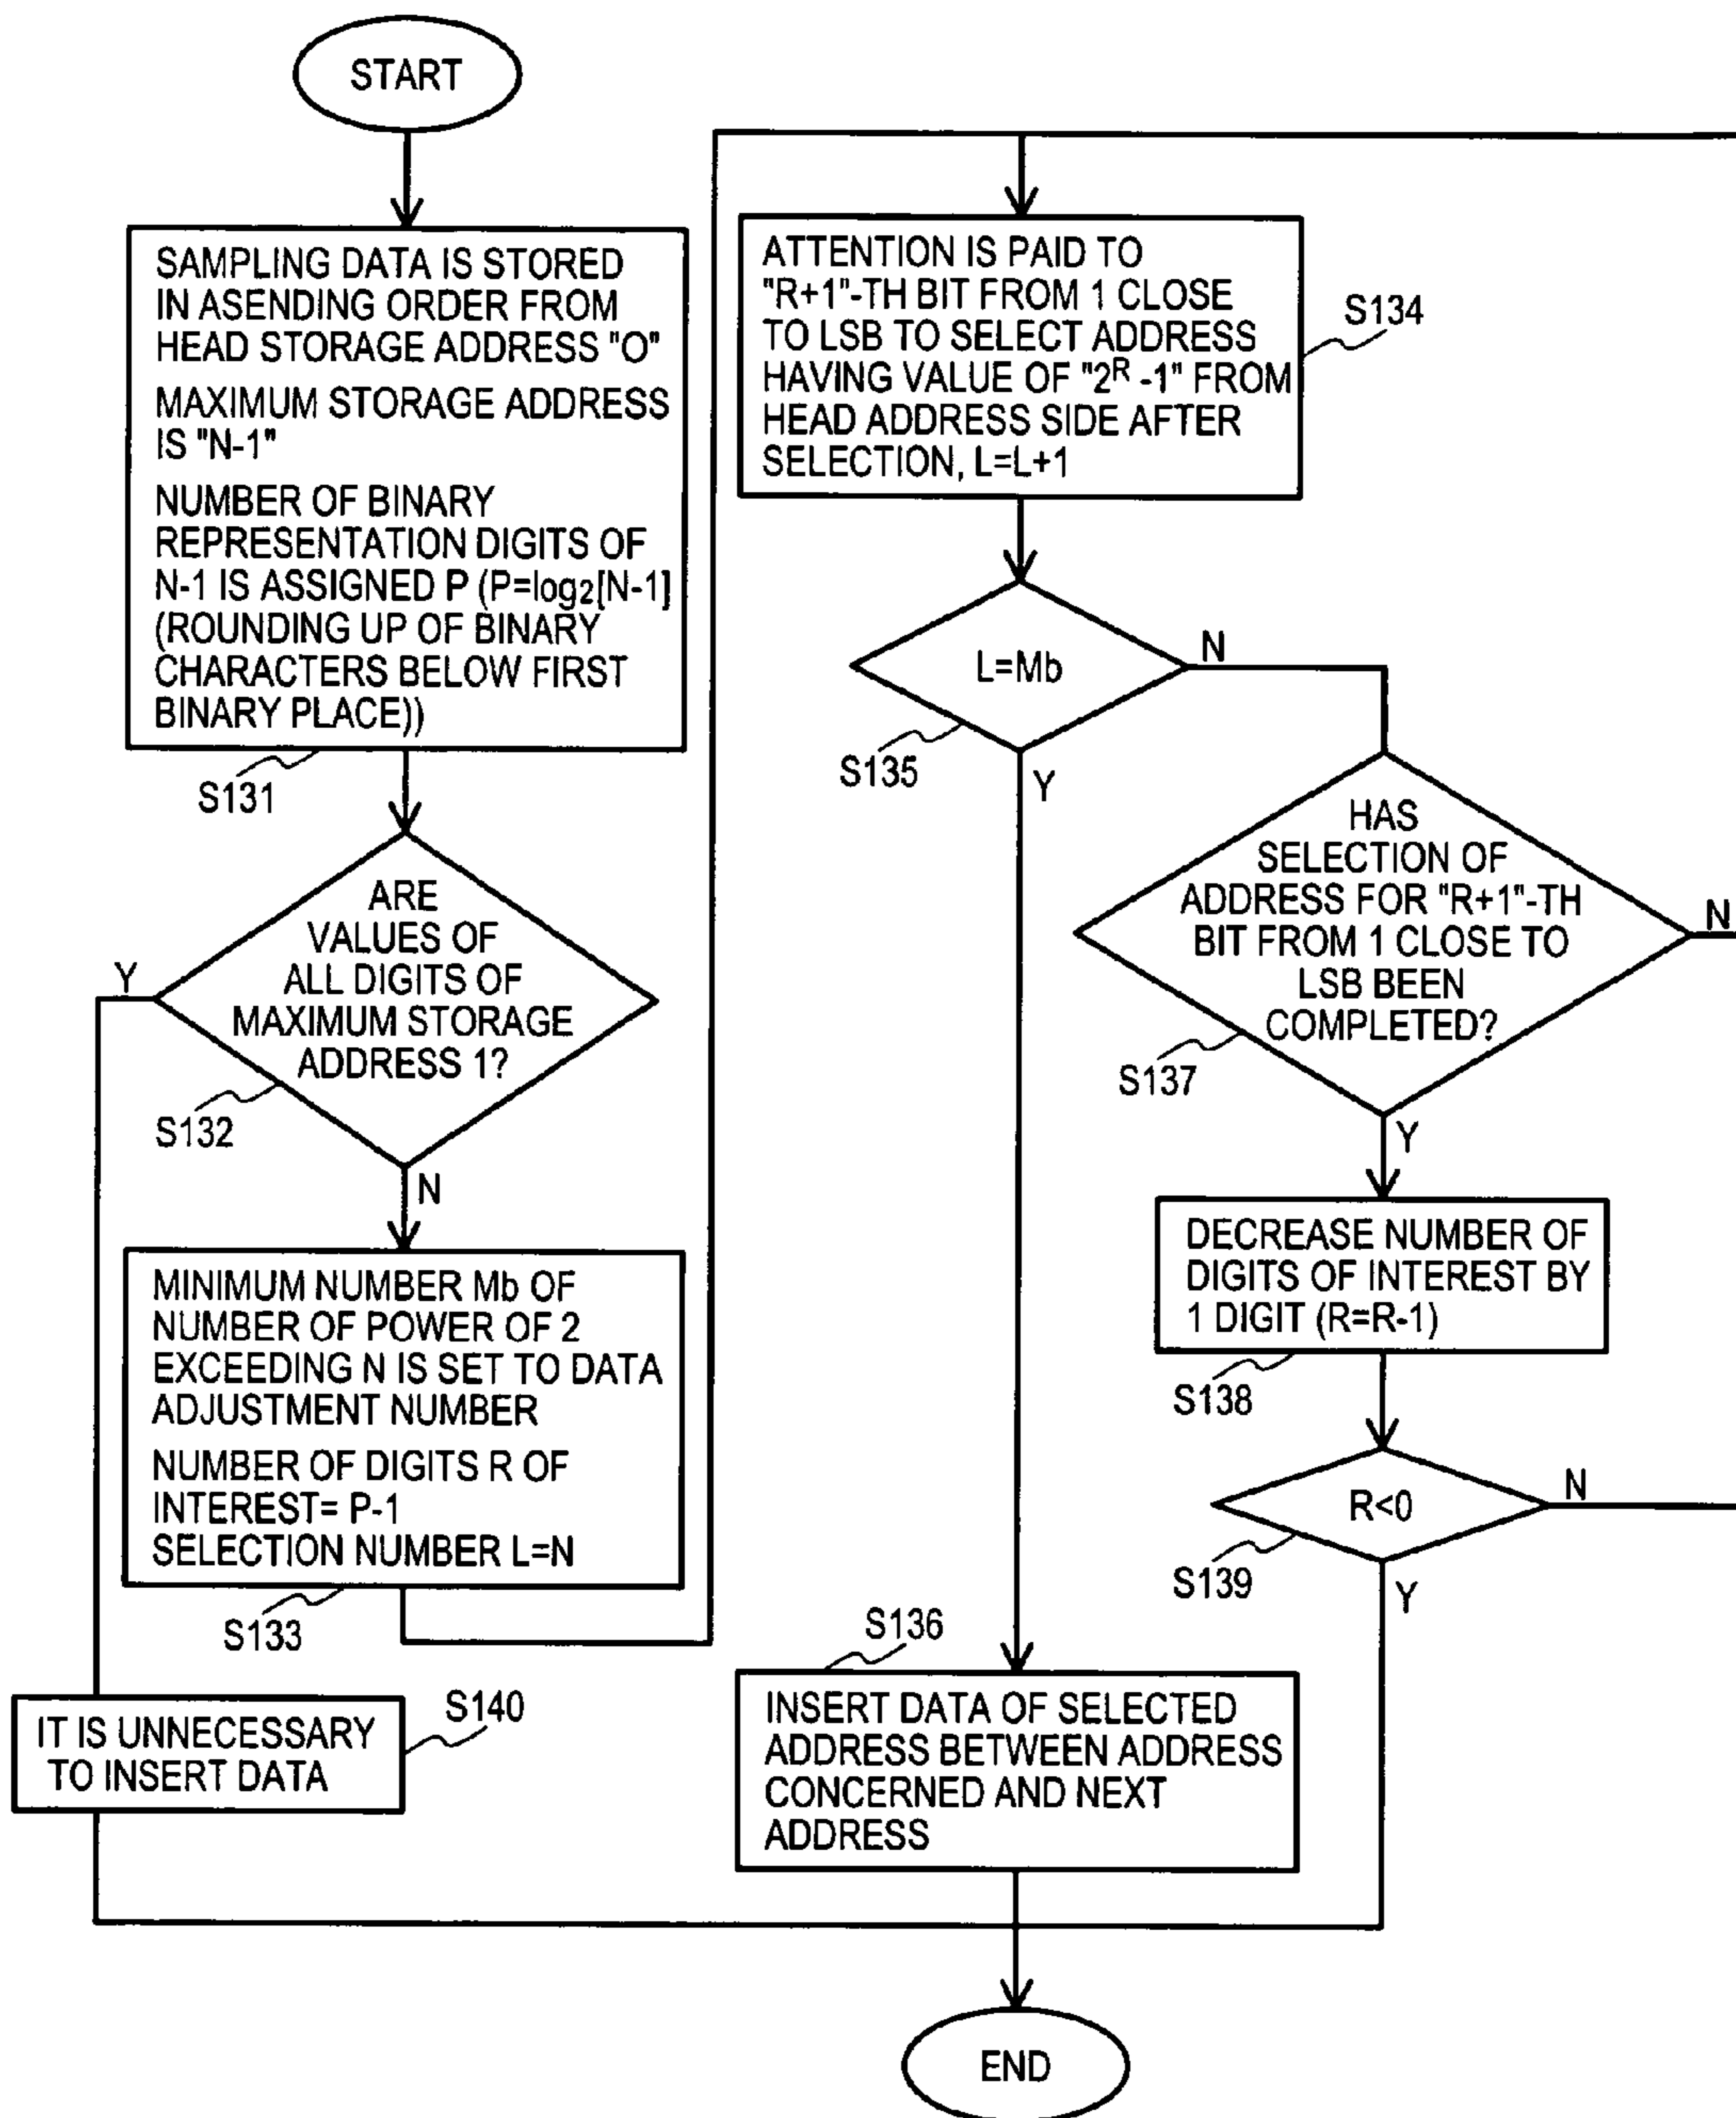 START
SAMPLING DATA IS STORED
IN ASENDING ORDER FROM
HEAD STORAGE ADDRESS "O"
MAXIMUM STORAGE ADDRESS
IS "N-1"
NUMBER OF BINARY
REPRESENTATION DIGITS OF
N-1 IS ASSIGNED P (P=log₂[N-1]
(ROUNDING UP OF BINARY
CHARACTERS BELOW FIRST
BINARY PLACE))
S131
ARE
VALUES OF
ALL DIGITS OF
MAXIMUM STORAGE
ADDRESS 1?
Y
S132
N
MINIMUM NUMBER Mb OF
NUMBER OF POWER OF 2
EXCEEDING N IS SET TO DATA
ADJUSTMENT NUMBER
NUMBER OF DIGITS R OF
INTEREST= P-1
SELECTION NUMBER L=N
S133
IT IS UNNECESSARY
TO INSERT DATA
S140
ATTENTION IS PAID TO
"R+1"-TH BIT FROM 1 CLOSE
TO LSB TO SELECT ADDRESS
HAVING VALUE OF "2ᴿ -1" FROM
HEAD ADDRESS SIDE AFTER
SELECTION, L=L+1
S134
L=Mb
N
S135
Y
HAS
SELECTION OF
ADDRESS FOR "R+1"-TH
BIT FROM 1 CLOSE TO
LSB BEEN
COMPLETED?
N
S137
Y
DECREASE NUMBER OF
DIGITS OF INTEREST BY
1 DIGIT (R=R-1)
S138
R<0
N
S139
Y
S136
INSERT DATA OF SELECTED
ADDRESS BETWEEN ADDRESS
CONCERNED AND NEXT
ADDRESS
END